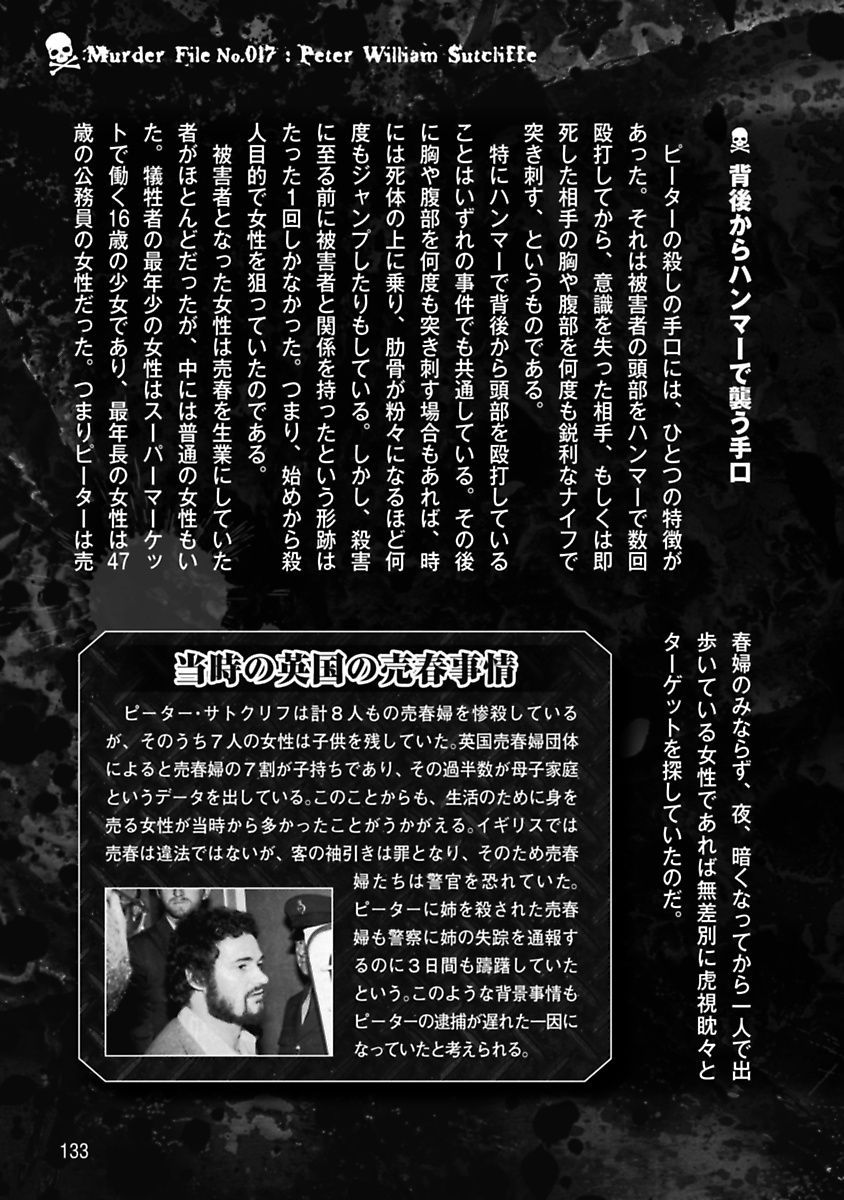 Murder File No.017 : Peter William Sutcliffe
背後からハンマーで襲う手口
ピーターの殺しの手口には、ひとつの特徴が
あった。それは被害者の頭部をハンマーで数回
殴打してから、意識を失った相手、もしくは即
死した相手の胸や腹部を何度も鋭利なナイフで
突き刺す、というものである。
特にハンマーで背後から頭部を殴打している
ことはいずれの事件でも共通している。その後
に胸や腹部を何度も突き刺す場合もあれば、時
には死体の上に乗り、肋骨が粉々になるほど何
度もジャンプしたりもしている。しかし、殺害
に至る前に被害者と関係を持ったという形跡は
たった1回しかなかった。つまり、始めから殺
人目的で女性を狙っていたのである。
被害者となった女性は売春を生業にしていた
者がほとんどだったが、中には普通の女性もい
た。犠牲者の最年少の女性はスーパーマーケッ
トで働く16歳の少女であり、最年長の女性は47
歳の公務員の女性だった。つまりピーターは売
春婦のみならず、夜、暗くなってから一人で出
歩いている女性であれば無差別に虎視眈々と
ターゲットを探していたのだ。
当時の英国の売春事情
ピーター・サトクリフは計8人もの売春婦を惨殺している
が、そのうち7人の女性は子供を残していた。英国売春婦団体
によると売春婦の7割が子持ちであり、その過半数が母子家庭
というデータを出している。このことからも、生活のために身を
売る女性が当時から多かったことがうかがえる。イギリスでは
売春は違法ではないが、客の袖引きは罪となり、そのため売春
婦たちは警官を恐れていた。
ピーターに姉を殺された売春
婦も警察に姉の失踪を通報す
るのに3日間も躊躇していた
という。このような背景事情も
ピーターの逮捕が遅れた一因に
なっていたと考えられる。
133